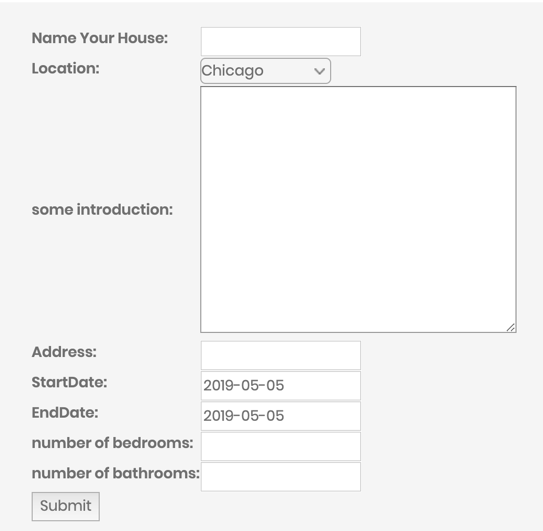 Name Your House:
Location: Chicago
some introduction:
Address:
StartDate: 2019-05-05
EndDate: 2019-05-05
number of bedrooms:
number of bathrooms:
Submit